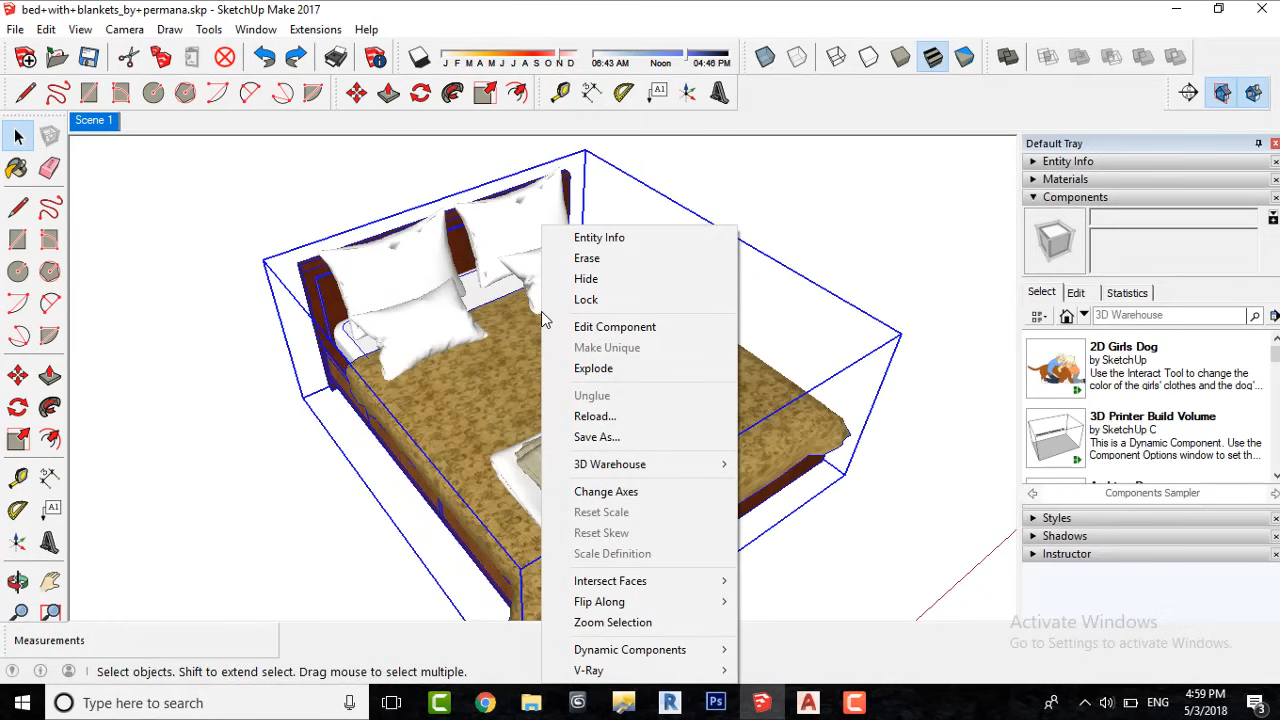 bed+with+blankets_by+permana.skp - SketchUp Make 2017
File Edit View Camera Draw Tools Window Extensions Help
J F M A M J J A S O N D
06:43 AM Noon 04:46 PM
A1
Scene 1
Default Tray
Entity Info
Materials
Components
Select Edit Statistics
3D Warehouse
2D Girls Dog
by SketchUp
Use the Interact Tool to change
the color of the girls' clothes and the dog'
3D Printer Build Volume
by SketchUp C
This is a Dynamic Component. Use the
Component Options window to set th
Components Sampler
Styles
Shadows
Instructor
Entity Info
Erase
Hide
Lock
Edit Component
Make Unique
Explode
Unglue
Reload...
Save As...
3D Warehouse
Change Axes
Reset Scale
Reset Skew
Scale Definition
Intersect Faces
Flip Along
Zoom Selection
Dynamic Components
V-Ray
A1
Activate Windows
Go to Settings to activate Windows.
Measurements
Select objects. Shift to extend select. Drag mouse to select multiple.
Type here to search
C
R
Ps
A
C
ENG
4:59 PM
5/3/2018
3